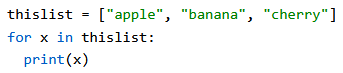 thislist = ["apple", "banana", "cherry"]
for x in thislist:
  print(x)